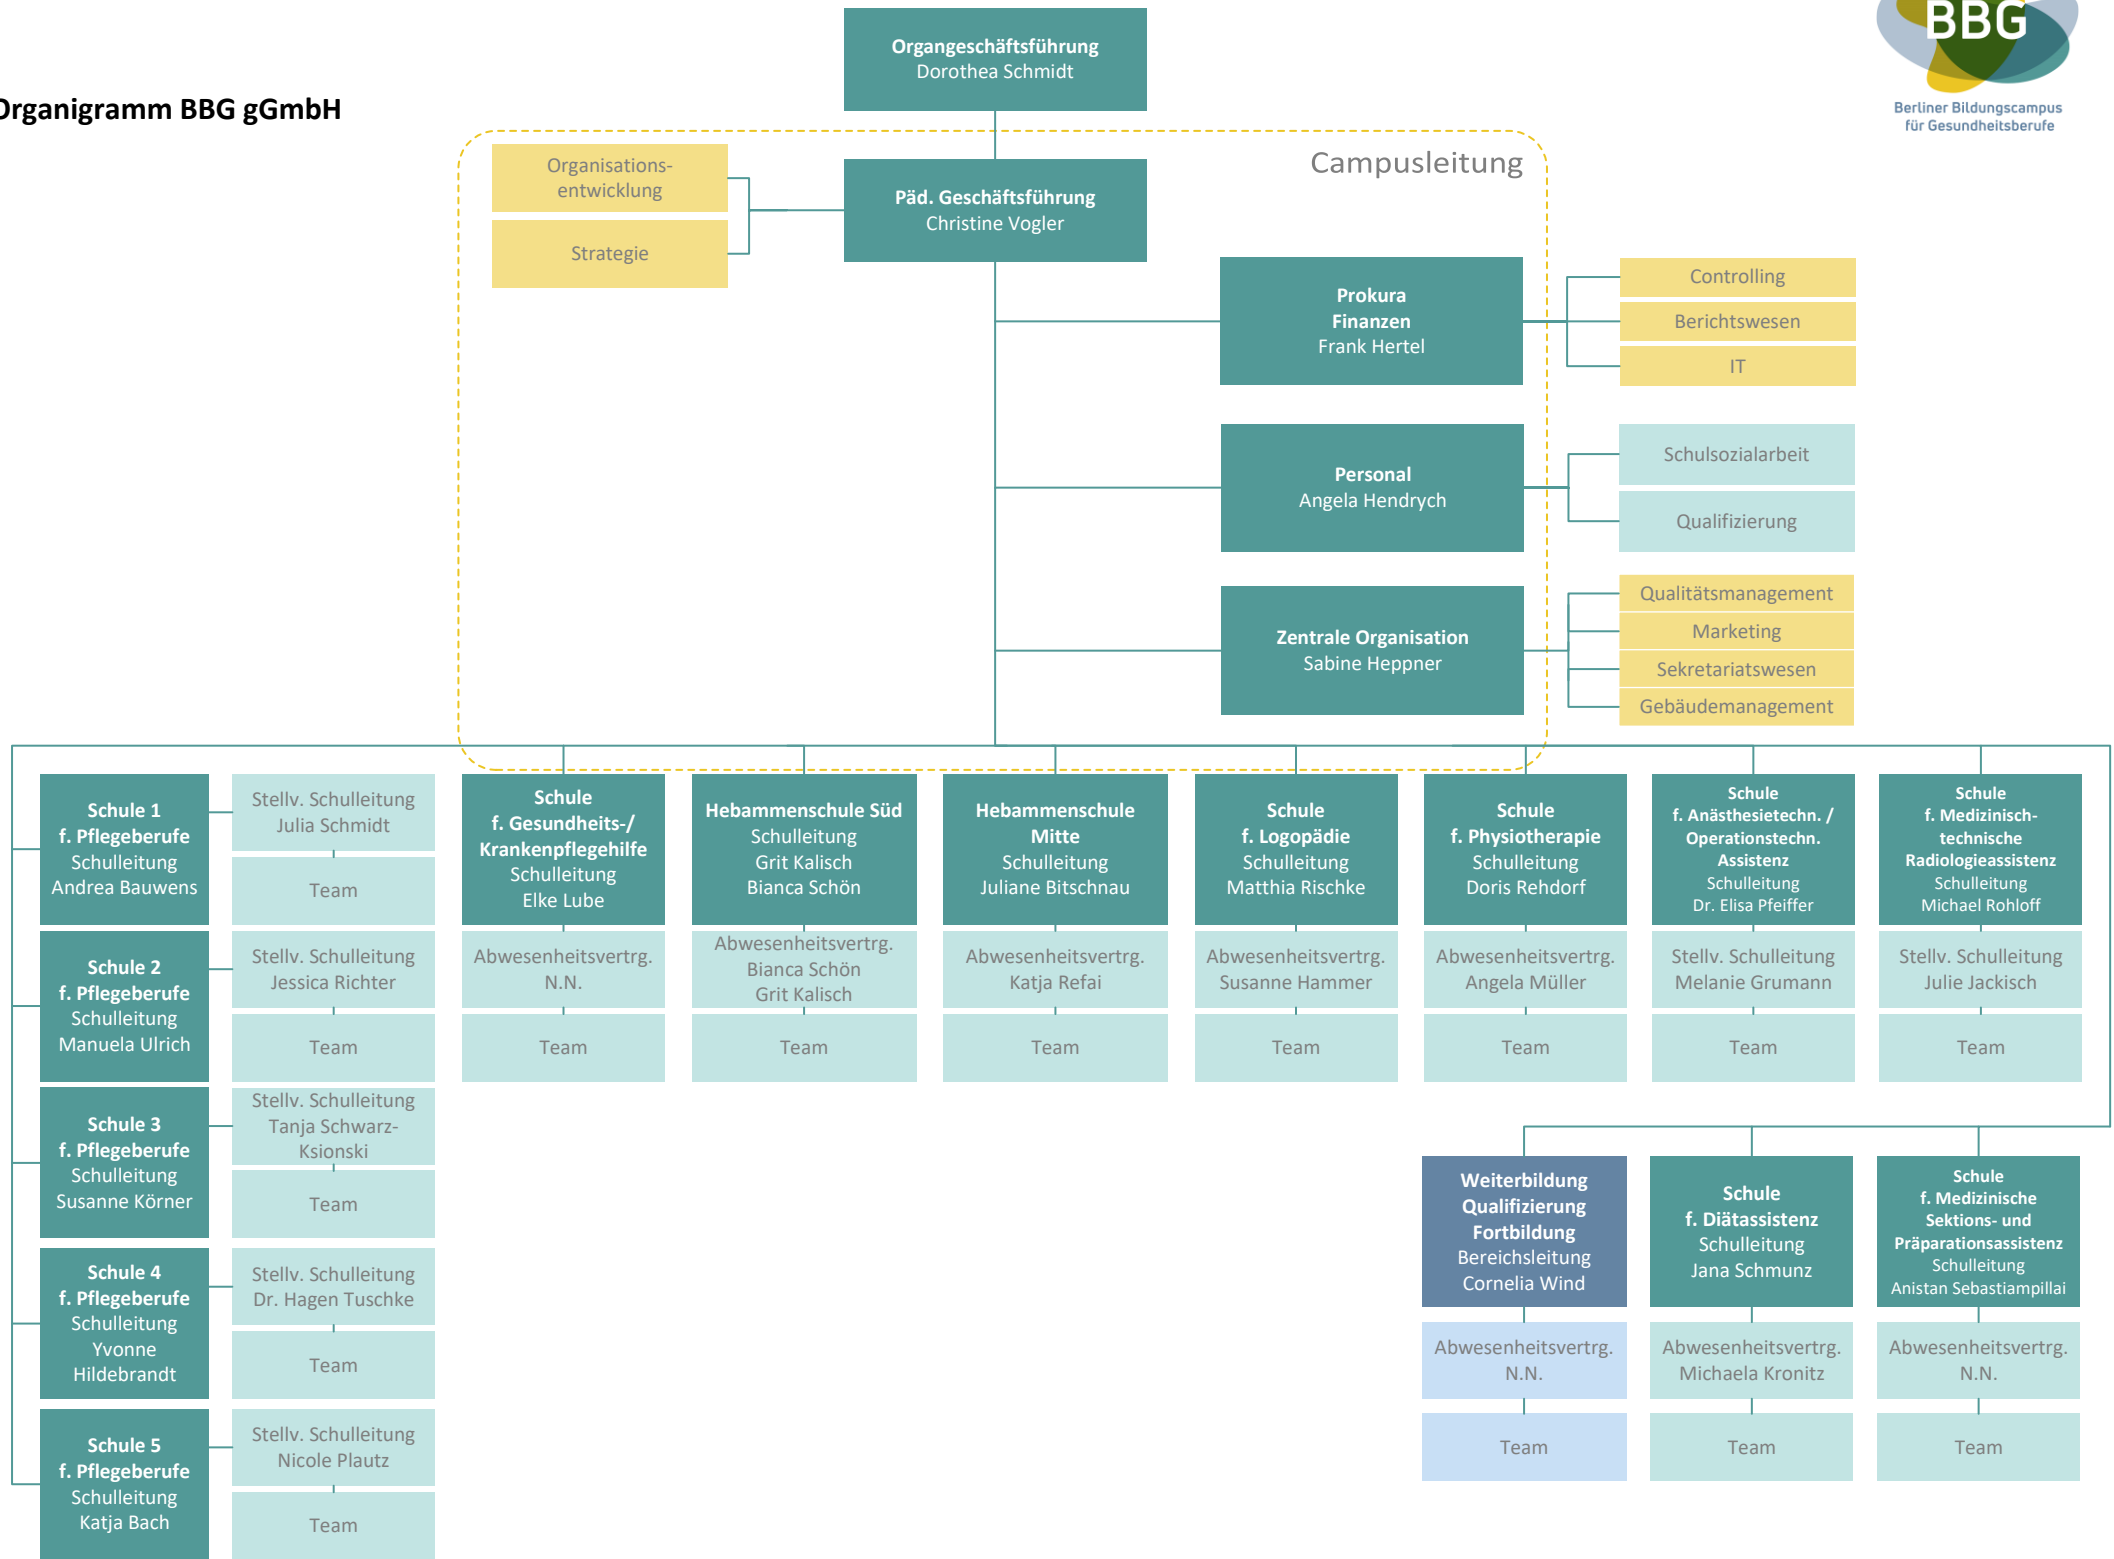 BBG
Berliner Bildungscampus
für Gesundheitsberufe
Organigramm BBG gGmbH
Organgeschäftsführung
Dorothea Schmidt
Campusleitung
Organisations-
entwicklung
Strategie
Päd. Geschäftsführung
Christine Vogler
Prokura
Finanzen
Frank Hertel
Controlling
Berichtswesen
IT
Personal
Angela Hendrych
Schulsozialarbeit
Qualifizierung
Zentrale Organisation
Sabine Heppner
Qualitätsmanagement
Marketing
Sekretariatswesen
Gebäudemanagement
Schule 1
f. Pflegeberufe
Schulleitung
Andrea Bauwens
Stellv. Schulleitung
Julia Schmidt
Team
Schule 2
f. Pflegeberufe
Schulleitung
Manuela Ulrich
Stellv. Schulleitung
Jessica Richter
Team
Schule 3
f. Pflegeberufe
Schulleitung
Susanne Körner
Stellv. Schulleitung
Tanja Schwarz-
Ksionski
Team
Schule 4
f. Pflegeberufe
Schulleitung
Yvonne
Hildebrandt
Stellv. Schulleitung
Dr. Hagen Tuschke
Team
Schule 5
f. Pflegeberufe
Schulleitung
Katja Bach
Stellv. Schulleitung
Nicole Plautz
Team
Schule
f. Gesundheits-/
Krankenpflegehilfe
Schulleitung
Elke Lube
Abwesenheitsvertrg.
N.N.
Team
Hebammenschule Süd
Schulleitung
Grit Kalisch
Bianca Schön
Abwesenheitsvertrg.
Bianca Schön
Grit Kalisch
Team
Hebammenschule
Mitte
Schulleitung
Juliane Bitschnau
Abwesenheitsvertrg.
Katja Refai
Team
Schule
f. Logopädie
Schulleitung
Matthia Rischke
Abwesenheitsvertrg.
Susanne Hammer
Team
Schule
f. Physiotherapie
Schulleitung
Doris Rehdorf
Abwesenheitsvertrg.
Angela Müller
Team
Schule
f. Anästhesietechn. /
Operationstechn.
Assistenz
Schulleitung
Dr. Elisa Pfeiffer
Stellv. Schulleitung
Melanie Grumann
Team
Schule
f. Medizinisch-
technische
Radiologieassistenz
Schulleitung
Michael Rohloff
Stellv. Schulleitung
Julie Jackisch
Team
Weiterbildung
Qualifizierung
Fortbildung
Bereichsleitung
Cornelia Wind
Abwesenheitsvertrg.
N.N.
Team
Schule
f. Diätassistenz
Schulleitung
Jana Schmunz
Abwesenheitsvertrg.
Michaela Kronitz
Team
Schule
f. Medizinische
Sektions- und
Präparationsassistenz
Schulleitung
Anistan Sebastiampillai
Abwesenheitsvertrg.
N.N.
Team